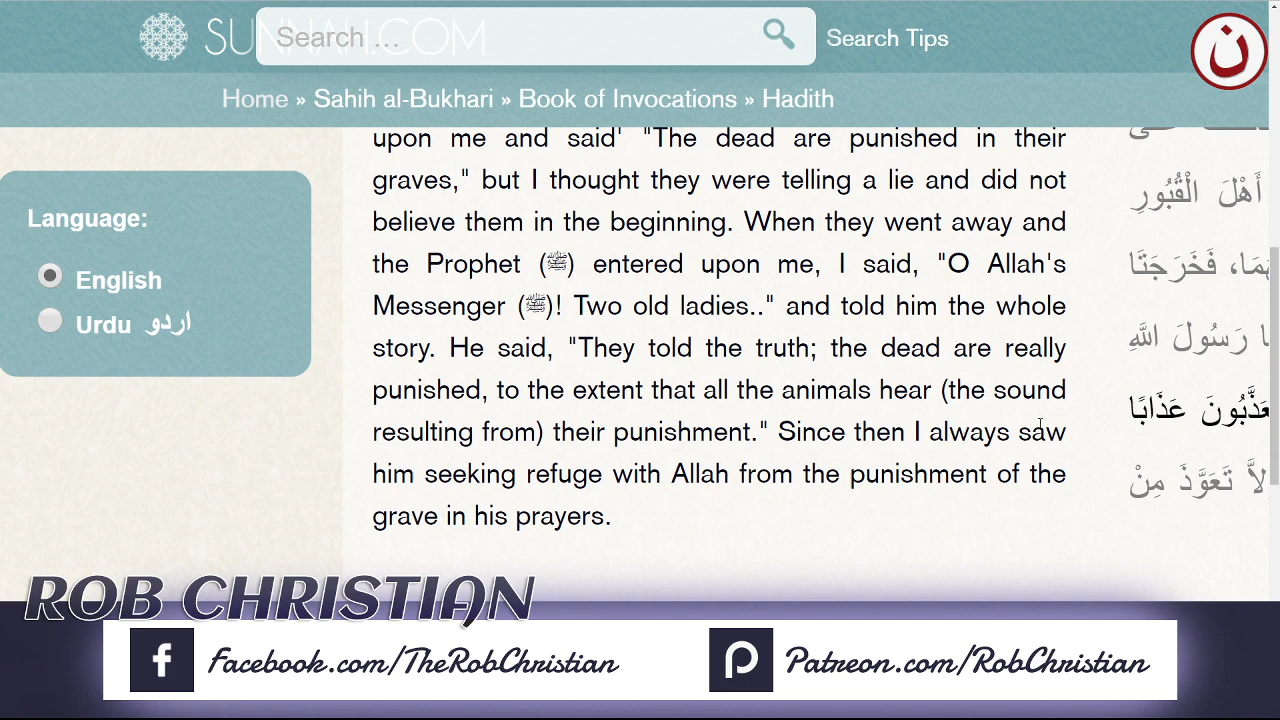 SUNNAH.COM
Search ...
Search Tips
ن
Home » Sahih al-Bukhari » Book of Invocations » Hadith
upon me and said' "The dead are punished in their
graves," but I thought they were telling a lie and did not
believe them in the beginning. When they went away and
the Prophet (ﷺ) entered upon me, I said, "O Allah's
Messenger (ﷺ)! Two old ladies.." and told him the whole
story. He said, "They told the truth; the dead are really
punished, to the extent that all the animals hear (the sound
resulting from) their punishment." Since then I always saw
him seeking refuge with Allah from the punishment of the
grave in his prayers.
Language:
English
Urdu اردو
أَهْلَ الْقُبُورِ
فَخَرَجَتَا
رَسُولَ اللَّهِ
عَذَابًا
تَعَوَّذَ مِنْ
ROB CHRISTIAN
Facebook.com/TheRobChristian
Patreon.com/RobChristian